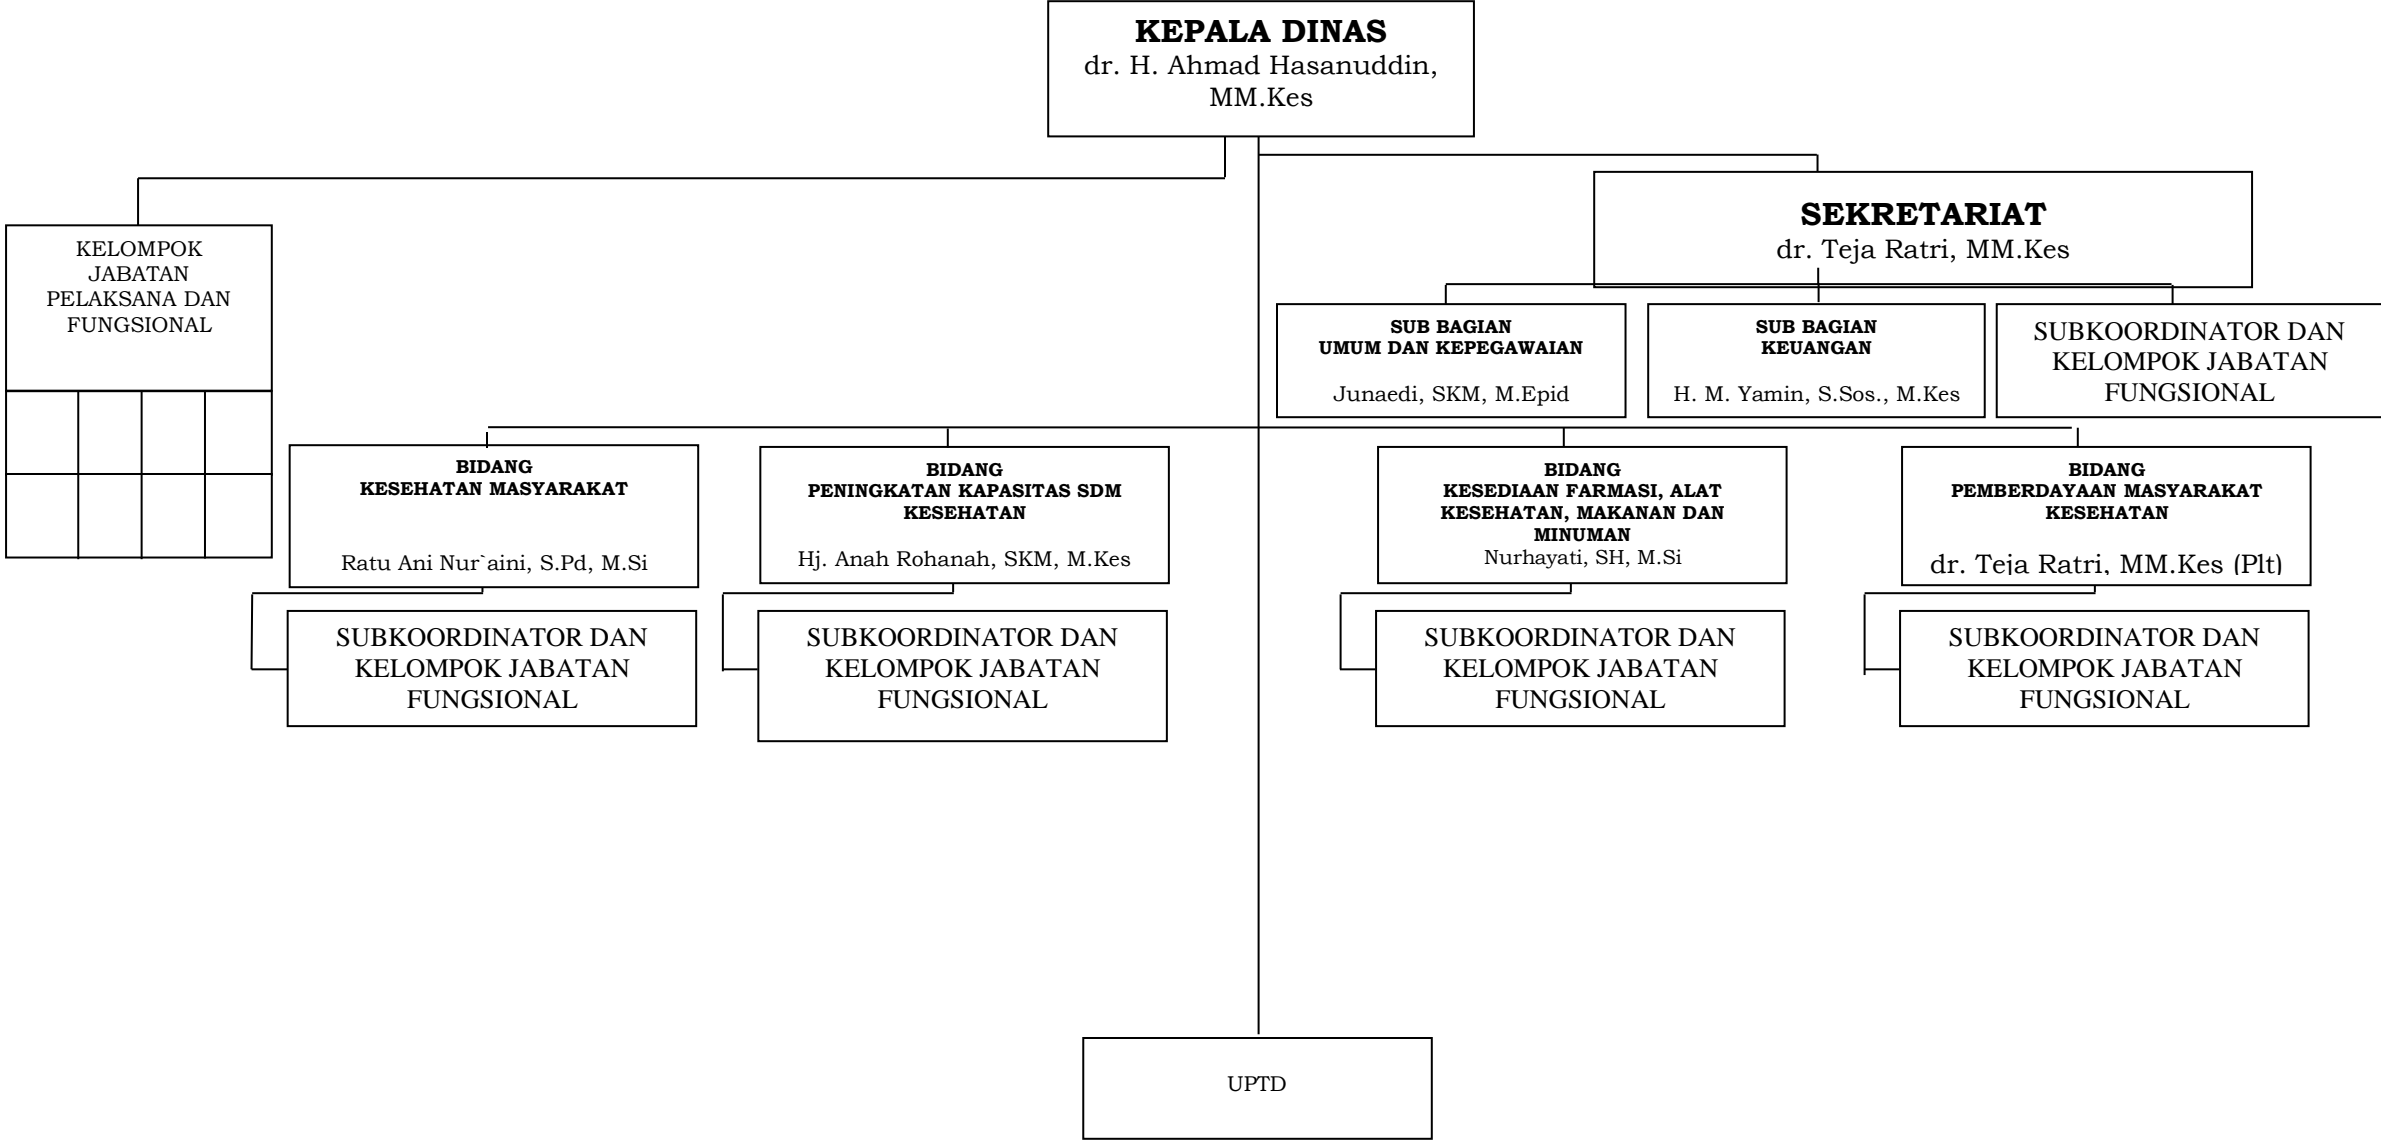 KEPALA DINAS
dr. H. Ahmad Hasanuddin,
MM.Kes
SEKRETARIAT
dr. Teja Ratri, MM.Kes
KELOMPOK
JABATAN
PELAKSANA DAN
FUNGSIONAL
SUB BAGIAN
UMUM DAN KEPEGAWAIAN
Junaedi, SKM, M.Epid
SUB BAGIAN
KEUANGAN
H. M. Yamin, S.Sos., M.Kes
SUBKOORDINATOR DAN
KELOMPOK JABATAN
FUNGSIONAL
BIDANG
KESEHATAN MASYARAKAT
Ratu Ani Nur`aini, S.Pd, M.Si
BIDANG
PENINGKATAN KAPASITAS SDM
KESEHATAN
Hj. Anah Rohanah, SKM, M.Kes
BIDANG
KESEDIAAN FARMASI, ALAT
KESEHATAN, MAKANAN DAN
MINUMAN
Nurhayati, SH, M.Si
BIDANG
PEMBERDAYAAN MASYARAKAT
KESEHATAN
dr. Teja Ratri, MM.Kes (Plt)
SUBKOORDINATOR DAN
KELOMPOK JABATAN
FUNGSIONAL
SUBKOORDINATOR DAN
KELOMPOK JABATAN
FUNGSIONAL
SUBKOORDINATOR DAN
KELOMPOK JABATAN
FUNGSIONAL
SUBKOORDINATOR DAN
KELOMPOK JABATAN
FUNGSIONAL
UPTD